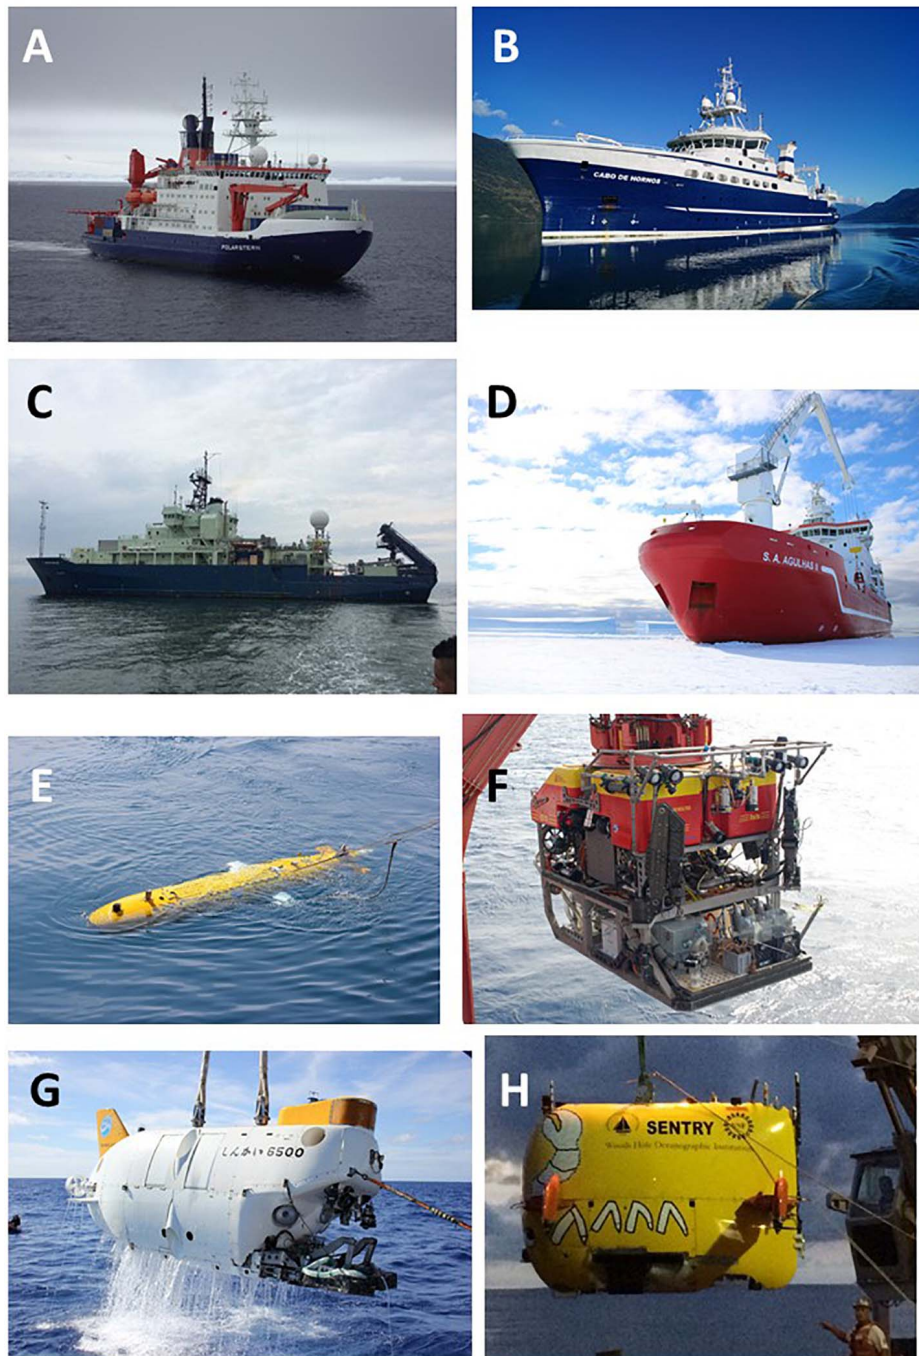 A
POLARSTERN
B
CABO DE HORNOS
C
D
S. A. AGULHAS II
E
F
G
しんかい6500
H
SENTRY
Woods Hole Oceanographic Institution